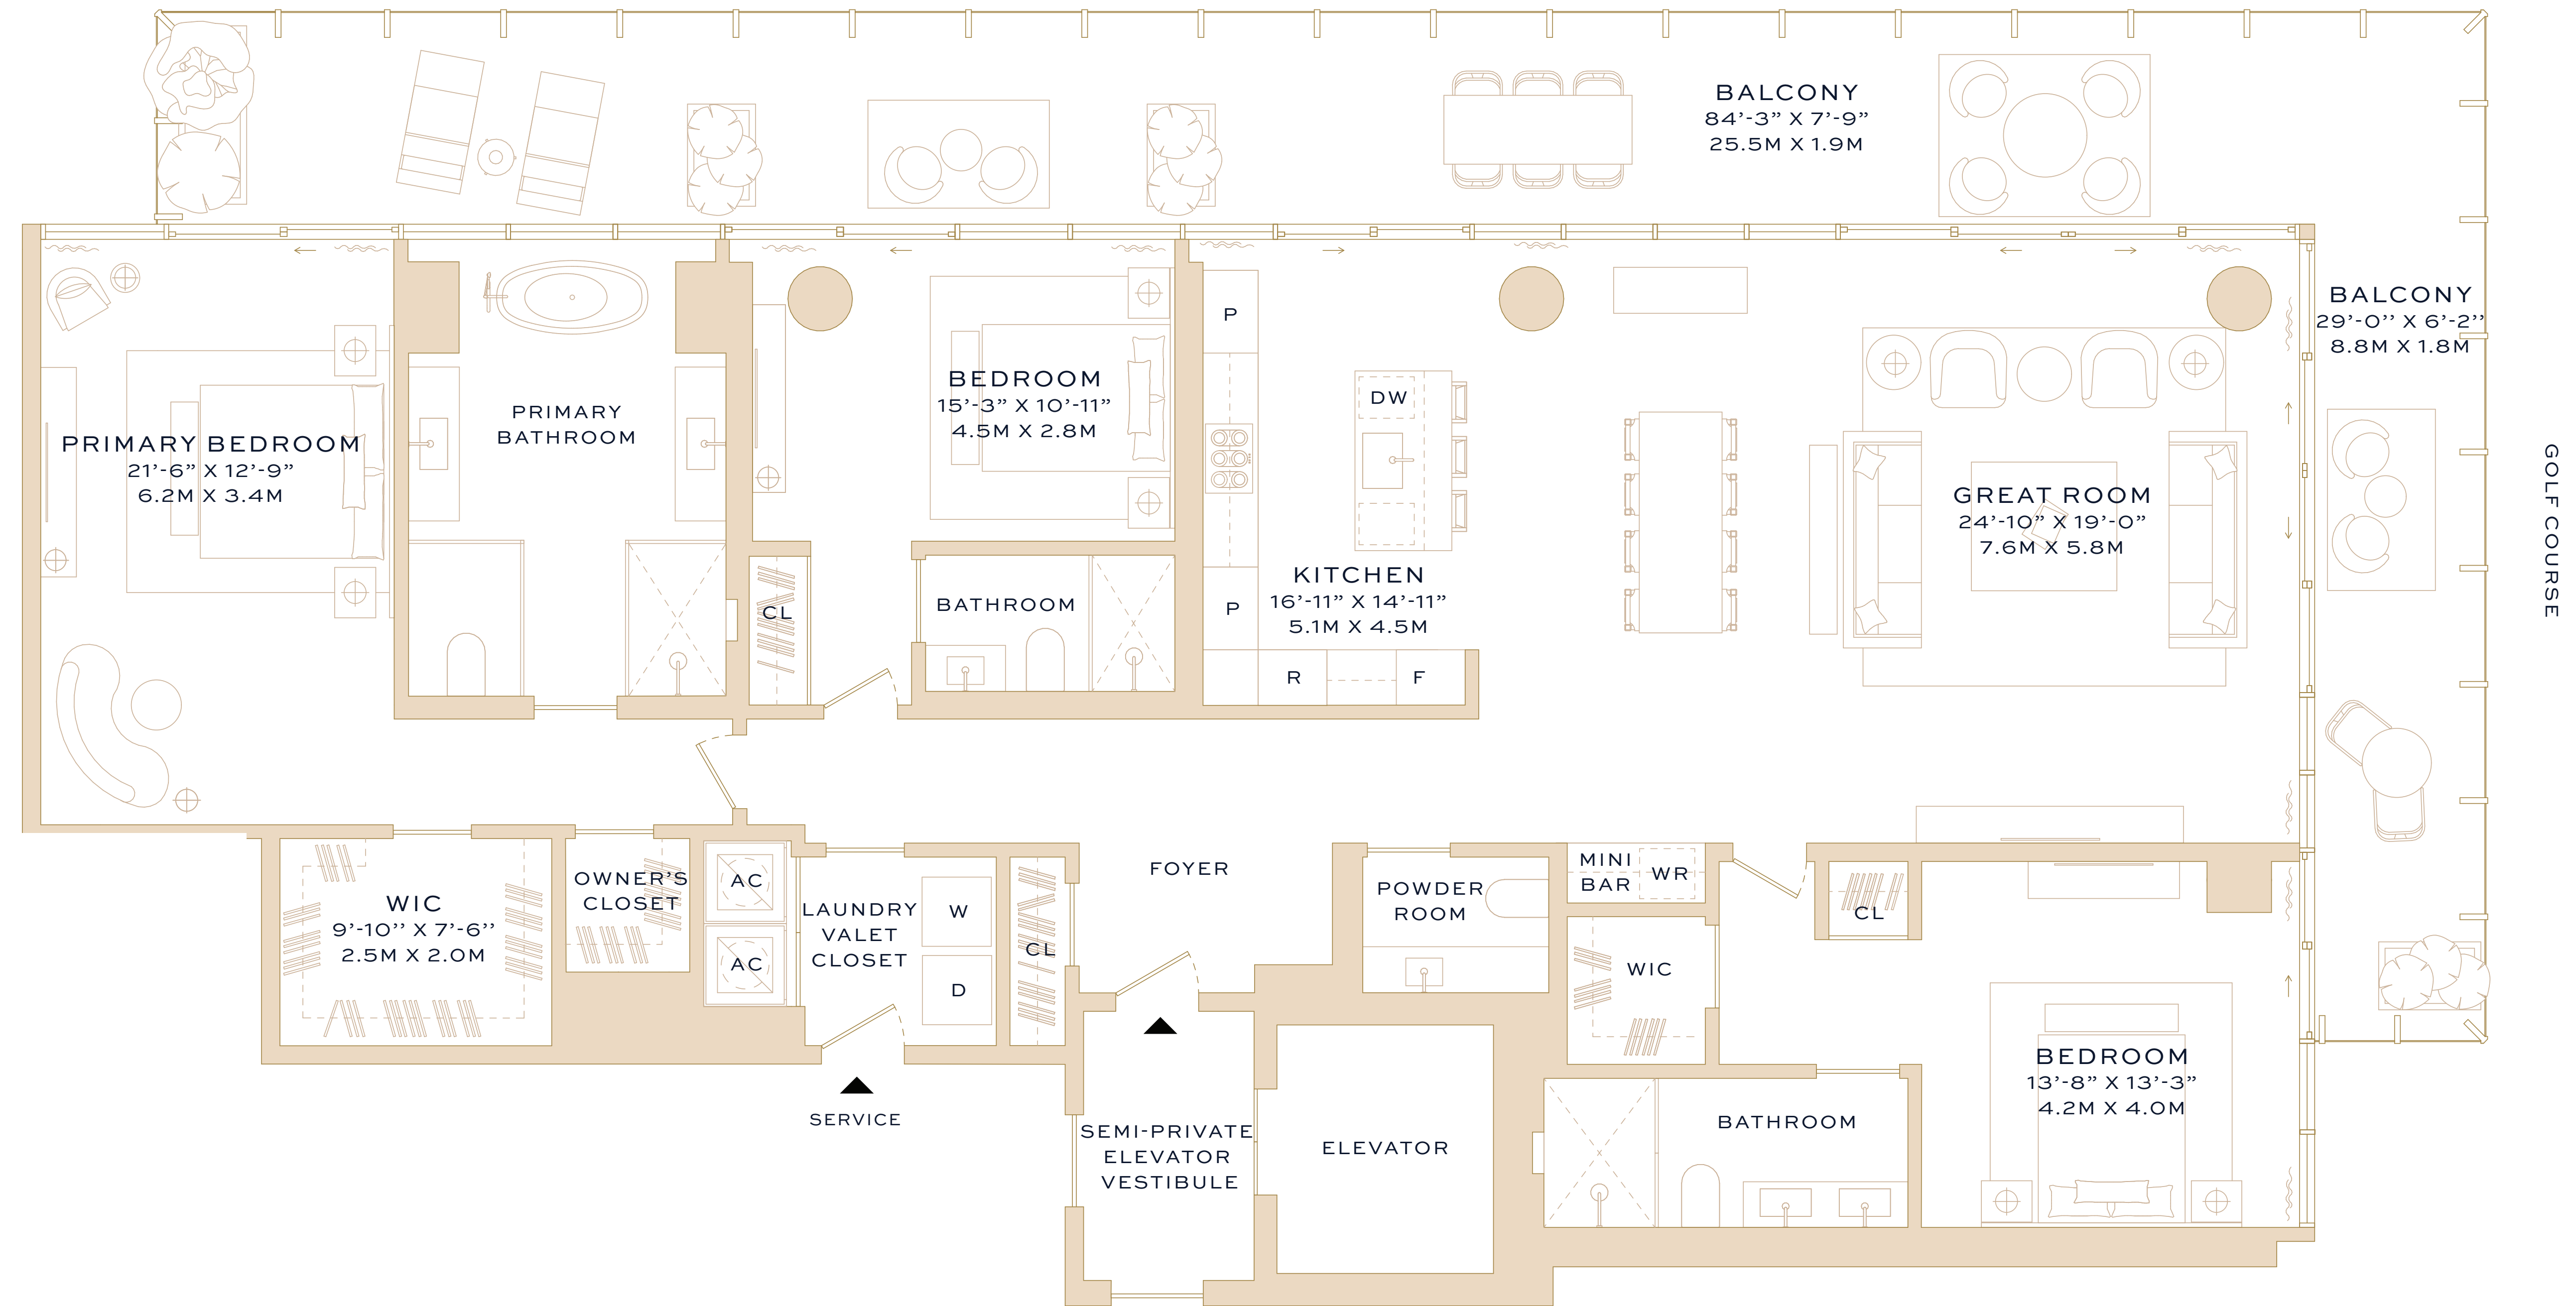 BALCONY
84'-3" X 7'-9"
25.5M X 1.9M
BALCONY
29'-0'' X 6'-2''
8.8M X 1.8M
GOLF COURSE
PRIMARY BEDROOM
21'-6" X 12'-9"
6.2M X 3.4M
PRIMARY
BATHROOM
BEDROOM
15'-3" X 10'-11"
4.5M X 2.8M
CL
BATHROOM
P
P
DW
KITCHEN
16'-11" X 14'-11"
5.1M X 4.5M
R
F
GREAT ROOM
24'-10" X 19'-0"
7.6M X 5.8M
WIC
9'-10'' X 7'-6''
2.5M X 2.0M
OWNER'S
CLOSET
AC
AC
LAUNDRY
VALET
CLOSET
W
D
CL
FOYER
POWDER
ROOM
MINI
BAR
WR
WIC
CL
BEDROOM
13'-8" X 13'-3"
4.2M X 4.0M
BATHROOM
SERVICE
SEMI-PRIVATE
ELEVATOR
VESTIBULE
ELEVATOR